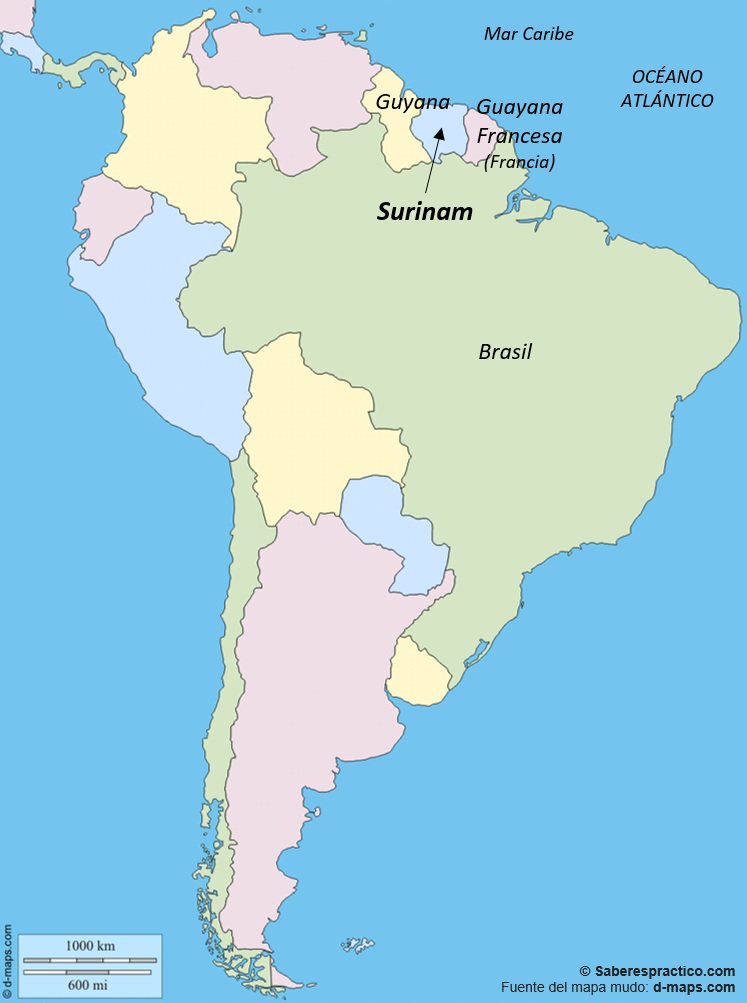 Mar Caribe
OCÉANO
ATLÁNTICO
Guyana
Guayana
Francesa
(Francia)
Surinam
Brasil
1000 km
600 mi
© d-maps.com
© Saberespractico.com
Fuente del mapa mudo: d-maps.com